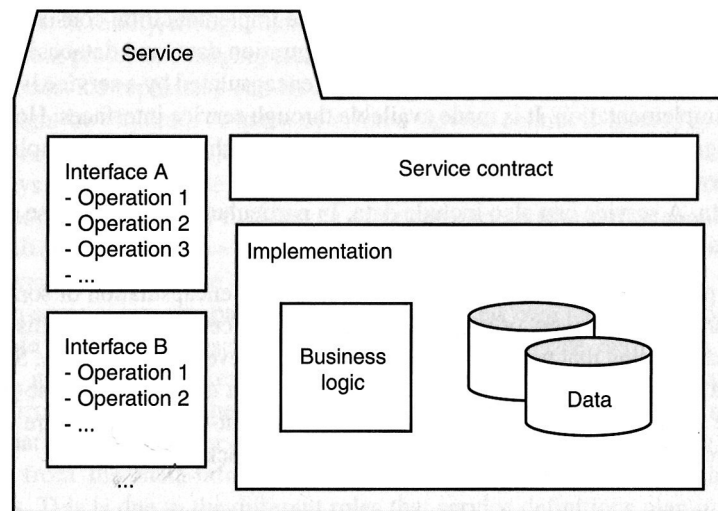 Service
Interface A
- Operation 1
- Operation 2
- Operation 3
- ...
Interface B
- Operation 1
- Operation 2
- ...
...
Service contract
Implementation
Business
logic
Data